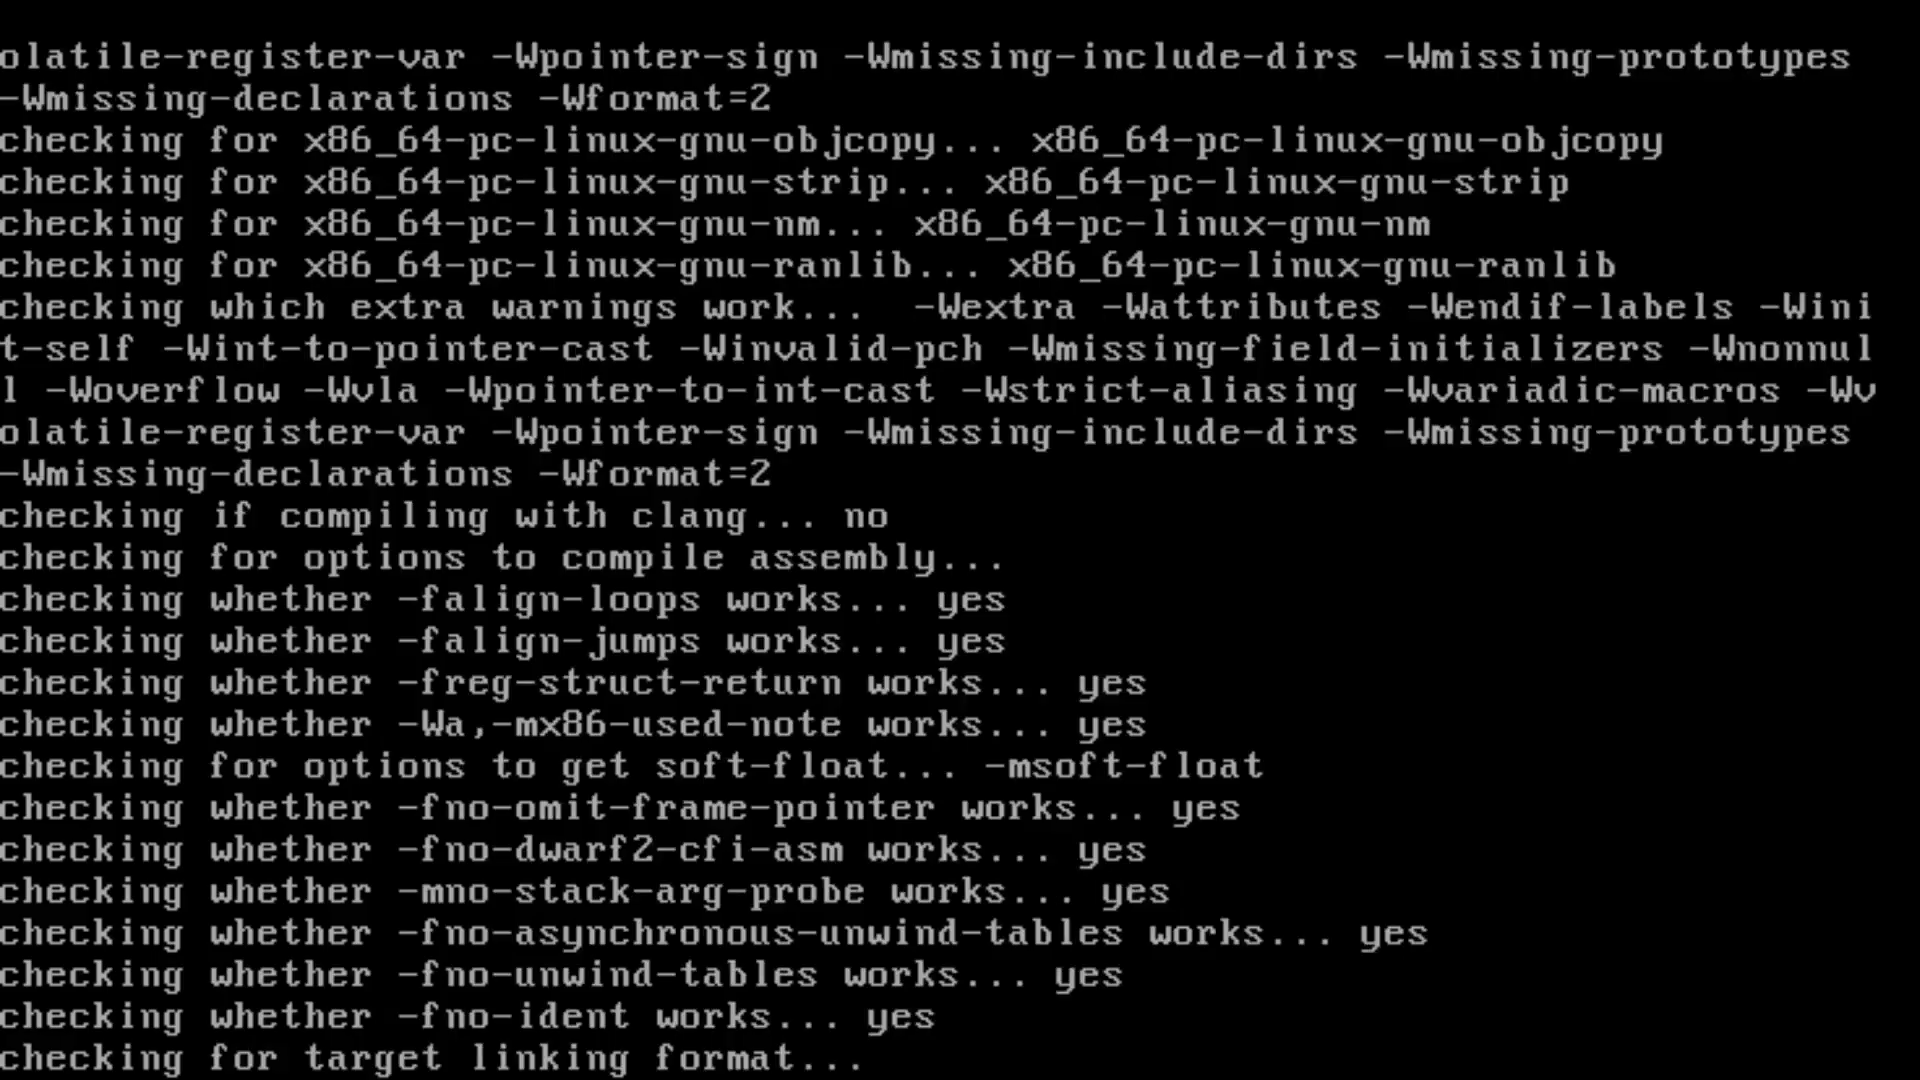 olatile-register-var -Wpointer-sign -Wmissing-include-dirs -Wmissing-prototypes
-Wmissing-declarations -Wformat=2
checking for x86_64-pc-linux-gnu-objcopy... x86_64-pc-linux-gnu-objcopy
checking for x86_64-pc-linux-gnu-strip... x86_64-pc-linux-gnu-strip
checking for x86_64-pc-linux-gnu-nm... x86_64-pc-linux-gnu-nm
checking for x86_64-pc-linux-gnu-ranlib... x86_64-pc-linux-gnu-ranlib
checking which extra warnings work...  -Wextra -Wattributes -Wendif-labels -Wini
t-self -Wint-to-pointer-cast -Winvalid-pch -Wmissing-field-initializers -Wnonnul
l -Woverflow -Wvla -Wpointer-to-int-cast -Wstrict-aliasing -Wvariadic-macros -Wv
olatile-register-var -Wpointer-sign -Wmissing-include-dirs -Wmissing-prototypes
-Wmissing-declarations -Wformat=2
checking if compiling with clang... no
checking for options to compile assembly...
checking whether -falign-loops works... yes
checking whether -falign-jumps works... yes
checking whether -freg-struct-return works... yes
checking whether -Wa,-mx86-used-note works... yes
checking for options to get soft-float... -msoft-float
checking whether -fno-omit-frame-pointer works... yes
checking whether -fno-dwarf2-cfi-asm works... yes
checking whether -mno-stack-arg-probe works... yes
checking whether -fno-asynchronous-unwind-tables works... yes
checking whether -fno-unwind-tables works... yes
checking whether -fno-ident works... yes
checking for target linking format...